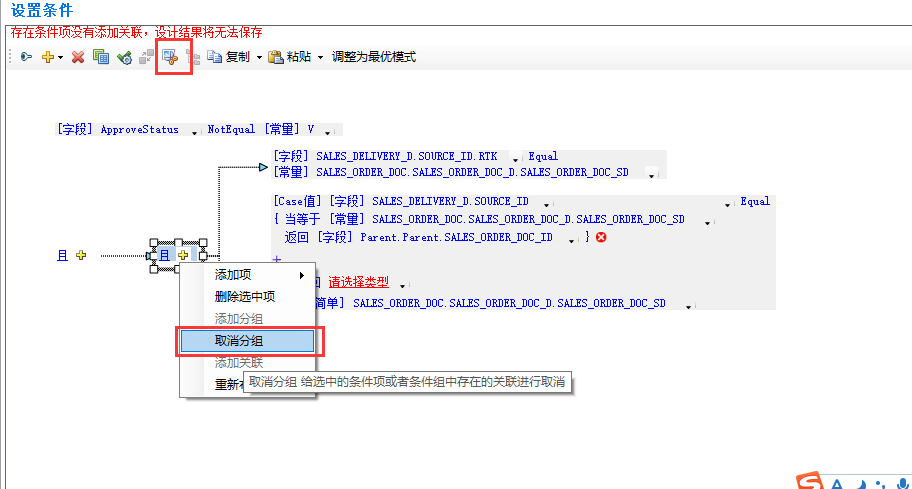 设置条件
存在条件项没有添加关联，设计结果将无法保存
复制 粘贴 调整为最优模式
[字段] ApproveStatus NotEqual [常量] V
[字段] SALES_DELIVERY_D.SOURCE_ID.RTK Equal
[常量] SALES_ORDER_DOC.SALES_ORDER_DOC_D.SALES_ORDER_DOC_SD
[Case值] [字段] SALES_DELIVERY_D.SOURCE_ID Equal
{ 当等于 [常量] SALES_ORDER_DOC.SALES_ORDER_DOC_D.SALES_ORDER_DOC_SD
返回 [字段] Parent.Parent.SALES_ORDER_DOC_ID }
且 且
+
添加项
回 请选择类型
删除选中项
简单] SALES_ORDER_DOC.SALES_ORDER_DOC_D.SALES_ORDER_DOC_SD
添加分组
取消分组
添加关联
重新
取消分组 给选中的条件项或者条件组中存在的关联进行取消